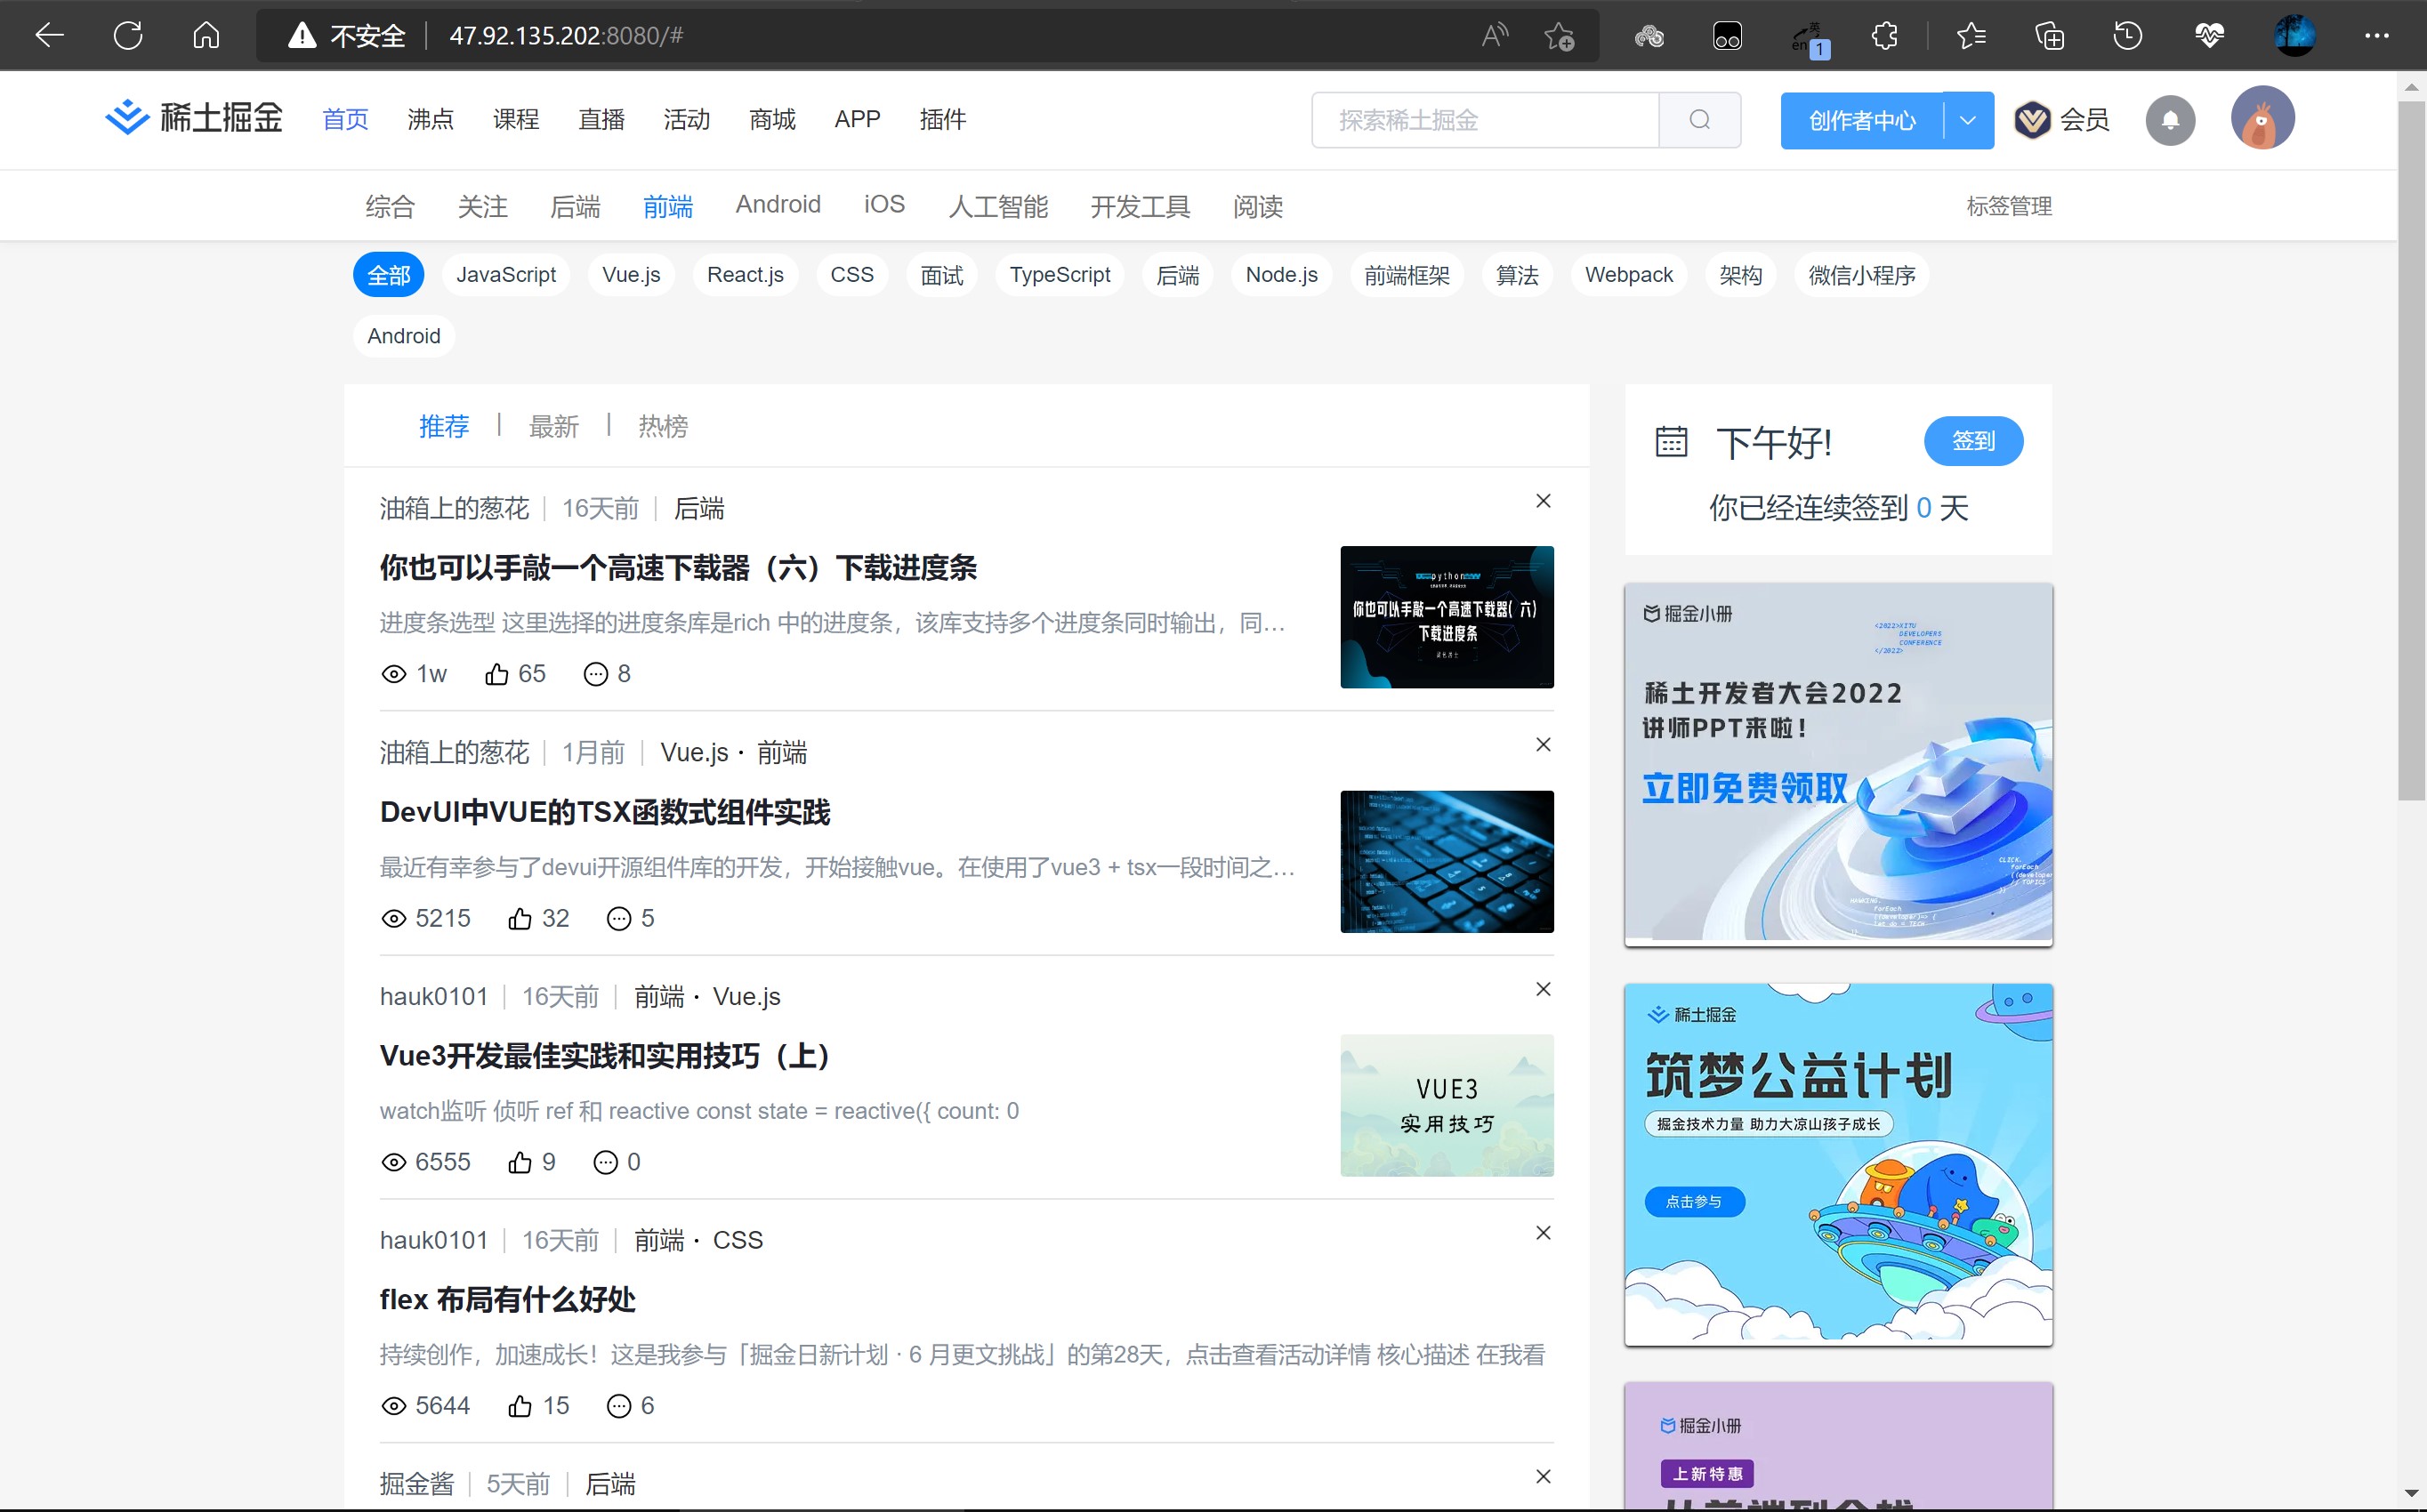 不安全 47.92.135.202:8080/#
en 英 1
稀土掘金 首页 沸点 课程 直播 活动 商城 APP 插件 探索稀土掘金 创作者中心 会员
综合 关注 后端 前端 Android iOS 人工智能 开发工具 阅读 标签管理
全部 JavaScript Vue.js React.js CSS 面试 TypeScript 后端 Node.js 前端框架 算法 Webpack 架构 微信小程序
Android
推荐 | 最新 | 热榜
油箱上的葱花 | 16天前 | 后端
你也可以手敲一个高速下载器（六）下载进度条
进度条选型 这里选择的进度条库是rich 中的进度条，该库支持多个进度条同时输出，同…
1w 65 8
python
你也可以手敲一个高速下载器(六)
下载进度条
油箱上的葱花 | 1月前 | Vue.js · 前端
DevUI中VUE的TSX函数式组件实践
最近有幸参与了devui开源组件库的开发，开始接触vue。在使用了vue3 + tsx一段时间之…
5215 32 5
hauk0101 | 16天前 | 前端 · Vue.js
Vue3开发最佳实践和实用技巧（上）
watch监听 侦听 ref 和 reactive const state = reactive({ count: 0
6555 9 0
VUE3
实用技巧
hauk0101 | 16天前 | 前端 · CSS
flex 布局有什么好处
持续创作，加速成长！这是我参与「掘金日新计划 · 6 月更文挑战」的第28天，点击查看活动详情 核心描述 在我看
5644 15 6
掘金酱 | 5天前 | 后端
下午好! 签到
你已经连续签到 0 天
掘金小册
<2022>XITU
DEVELOPERS
CONFERENCE
</2022>
稀土开发者大会2022
讲师PPT来啦！
立即免费领取
稀土掘金
筑梦公益计划
掘金技术力量 助力大凉山孩子成长
点击参与
掘金小册
上新特惠